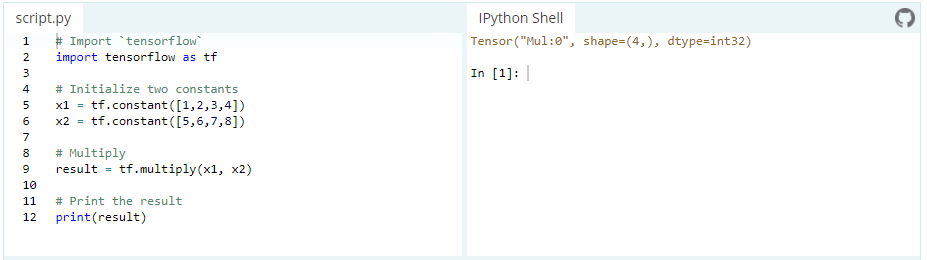 script.py
1 # Import `tensorflow`
2 import tensorflow as tf
3
4 # Initialize two constants
5 x1 = tf.constant([1,2,3,4])
6 x2 = tf.constant([5,6,7,8])
7
8 # Multiply
9 result = tf.multiply(x1, x2)
10
11 # Print the result
12 print(result)
IPython Shell
Tensor("Mul:0", shape=(4,), dtype=int32)
In [1]: